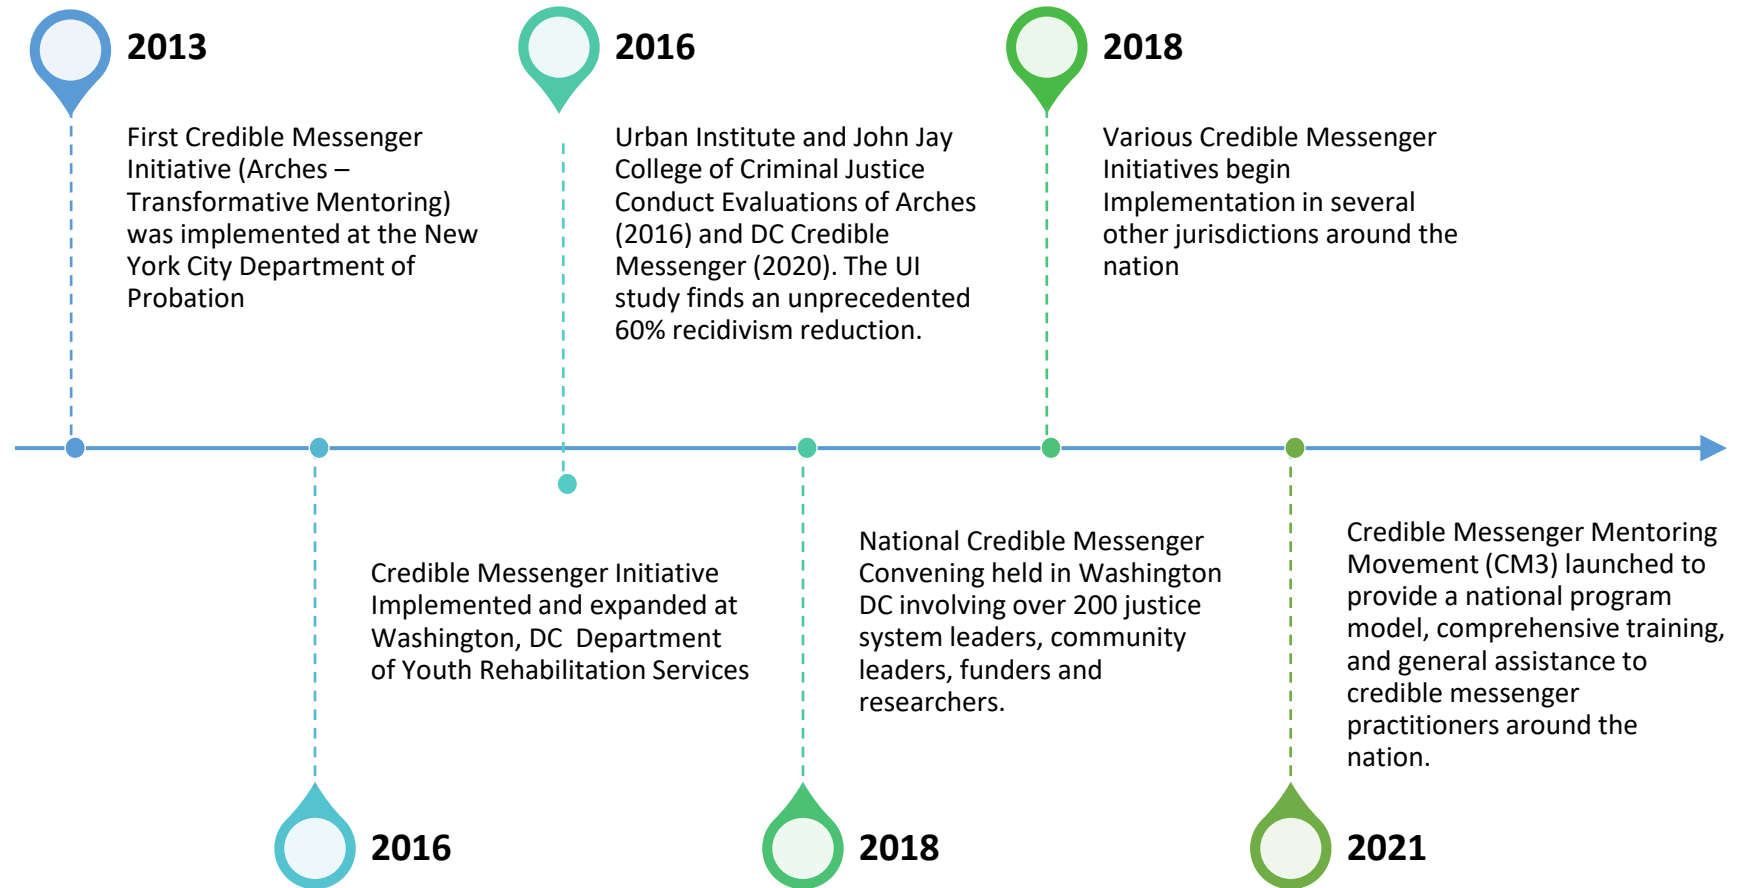 2013
First Credible Messenger
Initiative (Arches –
Transformative Mentoring)
was implemented at the New
York City Department of
Probation
2016
Urban Institute and John Jay
College of Criminal Justice
Conduct Evaluations of Arches
(2016) and DC Credible
Messenger (2020). The UI
study finds an unprecedented
60% recidivism reduction.
2018
Various Credible Messenger
Initiatives begin
Implementation in several
other jurisdictions around the
nation
Credible Messenger Initiative
Implemented and expanded at
Washington, DC  Department
of Youth Rehabilitation Services
2016
National Credible Messenger
Convening held in Washington
DC involving over 200 justice
system leaders, community
leaders, funders and
researchers.
2018
Credible Messenger Mentoring
Movement (CM3) launched to
provide a national program
model, comprehensive training,
and general assistance to
credible messenger
practitioners around the
nation.
2021